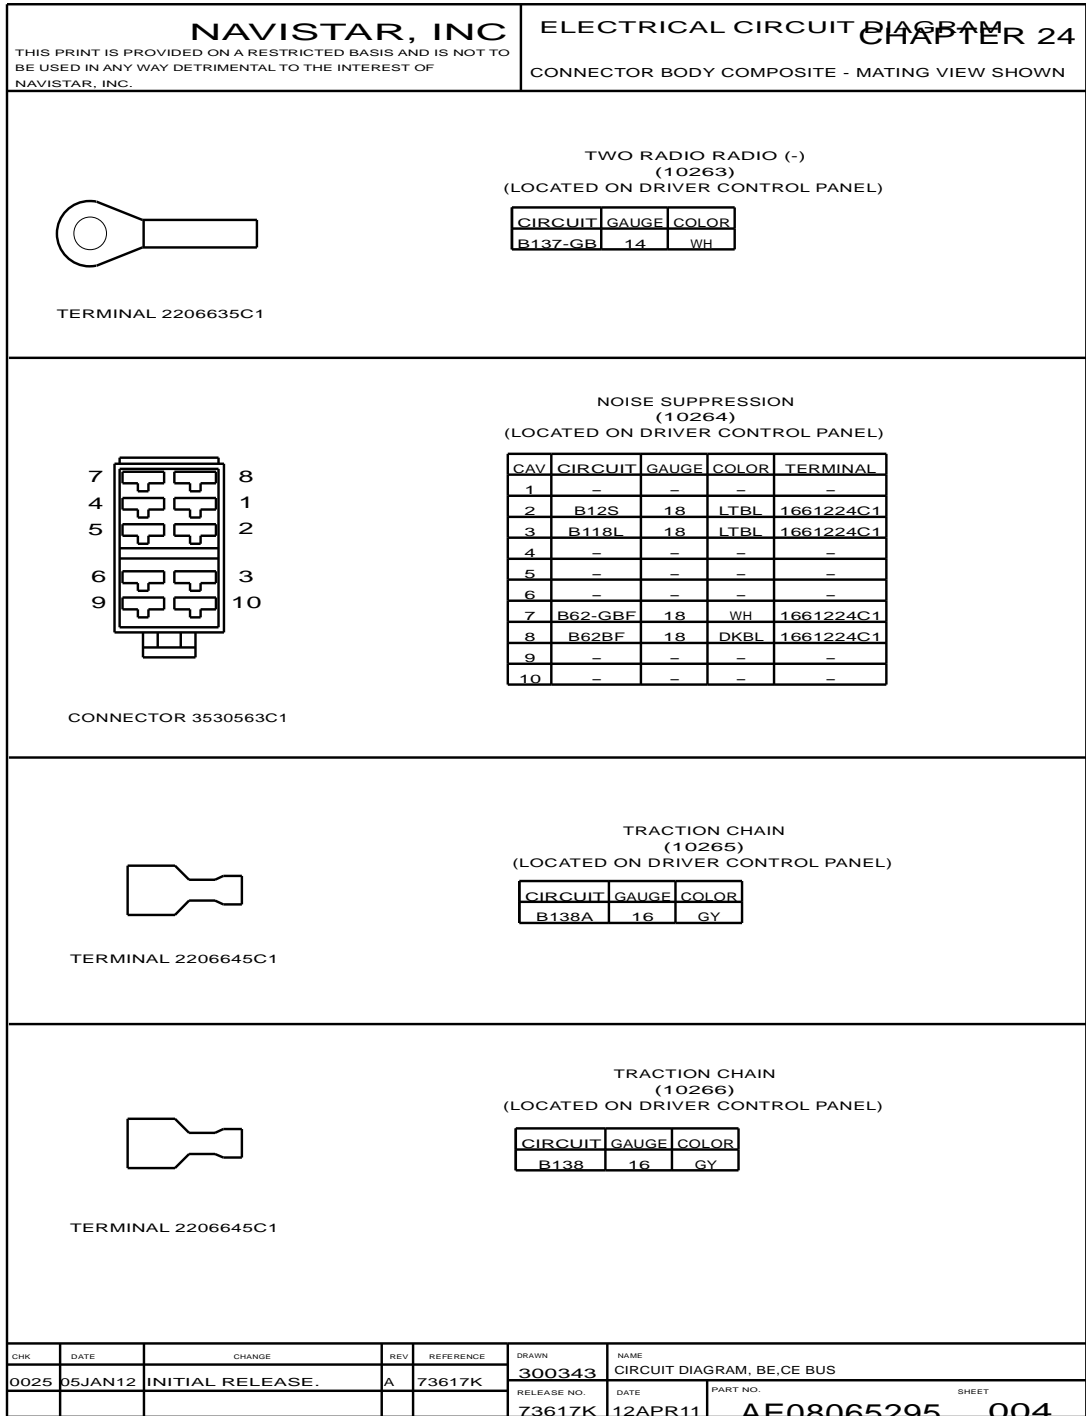 NAVISTAR, INC
THIS PRINT IS PROVIDED ON A RESTRICTED BASIS AND IS NOT TO
BE USED IN ANY WAY DETRIMENTAL TO THE INTEREST OF
NAVISTAR, INC.
ELECTRICAL CIRCUIT DIAGRAM
CHAPTER 24
CONNECTOR BODY COMPOSITE - MATING VIEW SHOWN
TWO RADIO RADIO (-)
(10263)
(LOCATED ON DRIVER CONTROL PANEL)
CIRCUIT GAUGE COLOR
B137-GB 14 WH
TERMINAL 2206635C1
NOISE SUPPRESSION
(10264)
(LOCATED ON DRIVER CONTROL PANEL)
7 8
4 1
5 2
6 3
9 10
CAV CIRCUIT GAUGE COLOR TERMINAL
1 – – – –
2 B12S 18 LTBL 1661224C1
3 B118L 18 LTBL 1661224C1
4 – – – –
5 – – – –
6 – – – –
7 B62-GBF 18 WH 1661224C1
8 B62BF 18 DKBL 1661224C1
9 – – – –
10 – – – –
CONNECTOR 3530563C1
TRACTION CHAIN
(10265)
(LOCATED ON DRIVER CONTROL PANEL)
CIRCUIT GAUGE COLOR
B138A 16 GY
TERMINAL 2206645C1
TRACTION CHAIN
(10266)
(LOCATED ON DRIVER CONTROL PANEL)
CIRCUIT GAUGE COLOR
B138 16 GY
TERMINAL 2206645C1
CHK DATE CHANGE REV REFERENCE
0025 05JAN12 INITIAL RELEASE. A 73617K
DRAWN NAME
300343 CIRCUIT DIAGRAM, BE,CE BUS
RELEASE NO. DATE PART NO. SHEET
73617K 12APR11 AE08065295 004